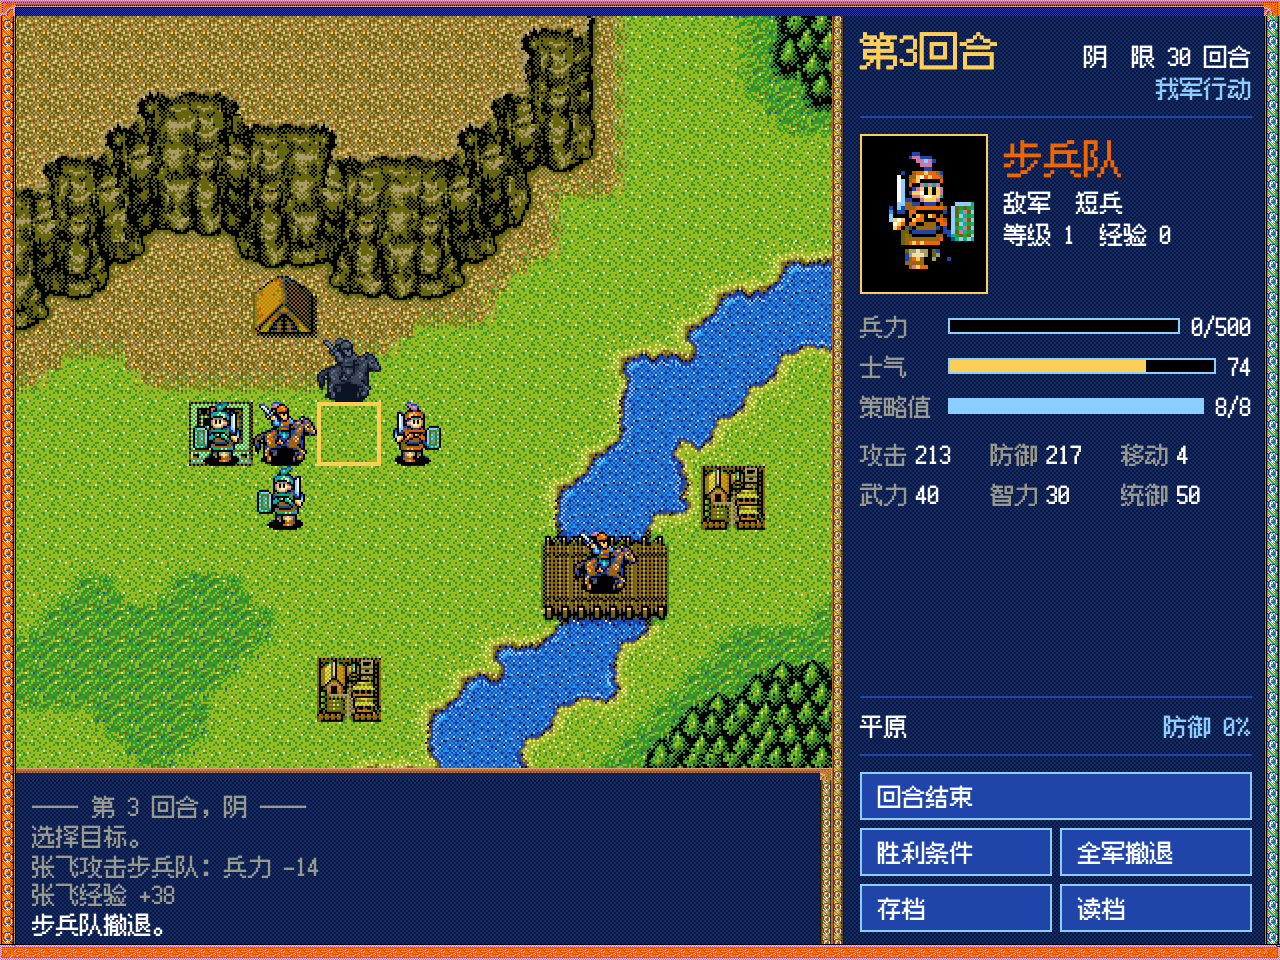 第3回合
阴 限 30 回合
我军行动
步兵队
敌军 短兵
等级 1 经验 0
兵力 0/500
士气 74
策略值 8/8
攻击 213 防御 217 移动 4
武力 40 智力 30 统御 50
平原 防御 0%
回合结束
胜利条件 全军撤退
存档 读档
—— 第 3 回合，阴 ——
选择目标。
张飞攻击步兵队：兵力 -14
张飞经验 +38
步兵队撤退。